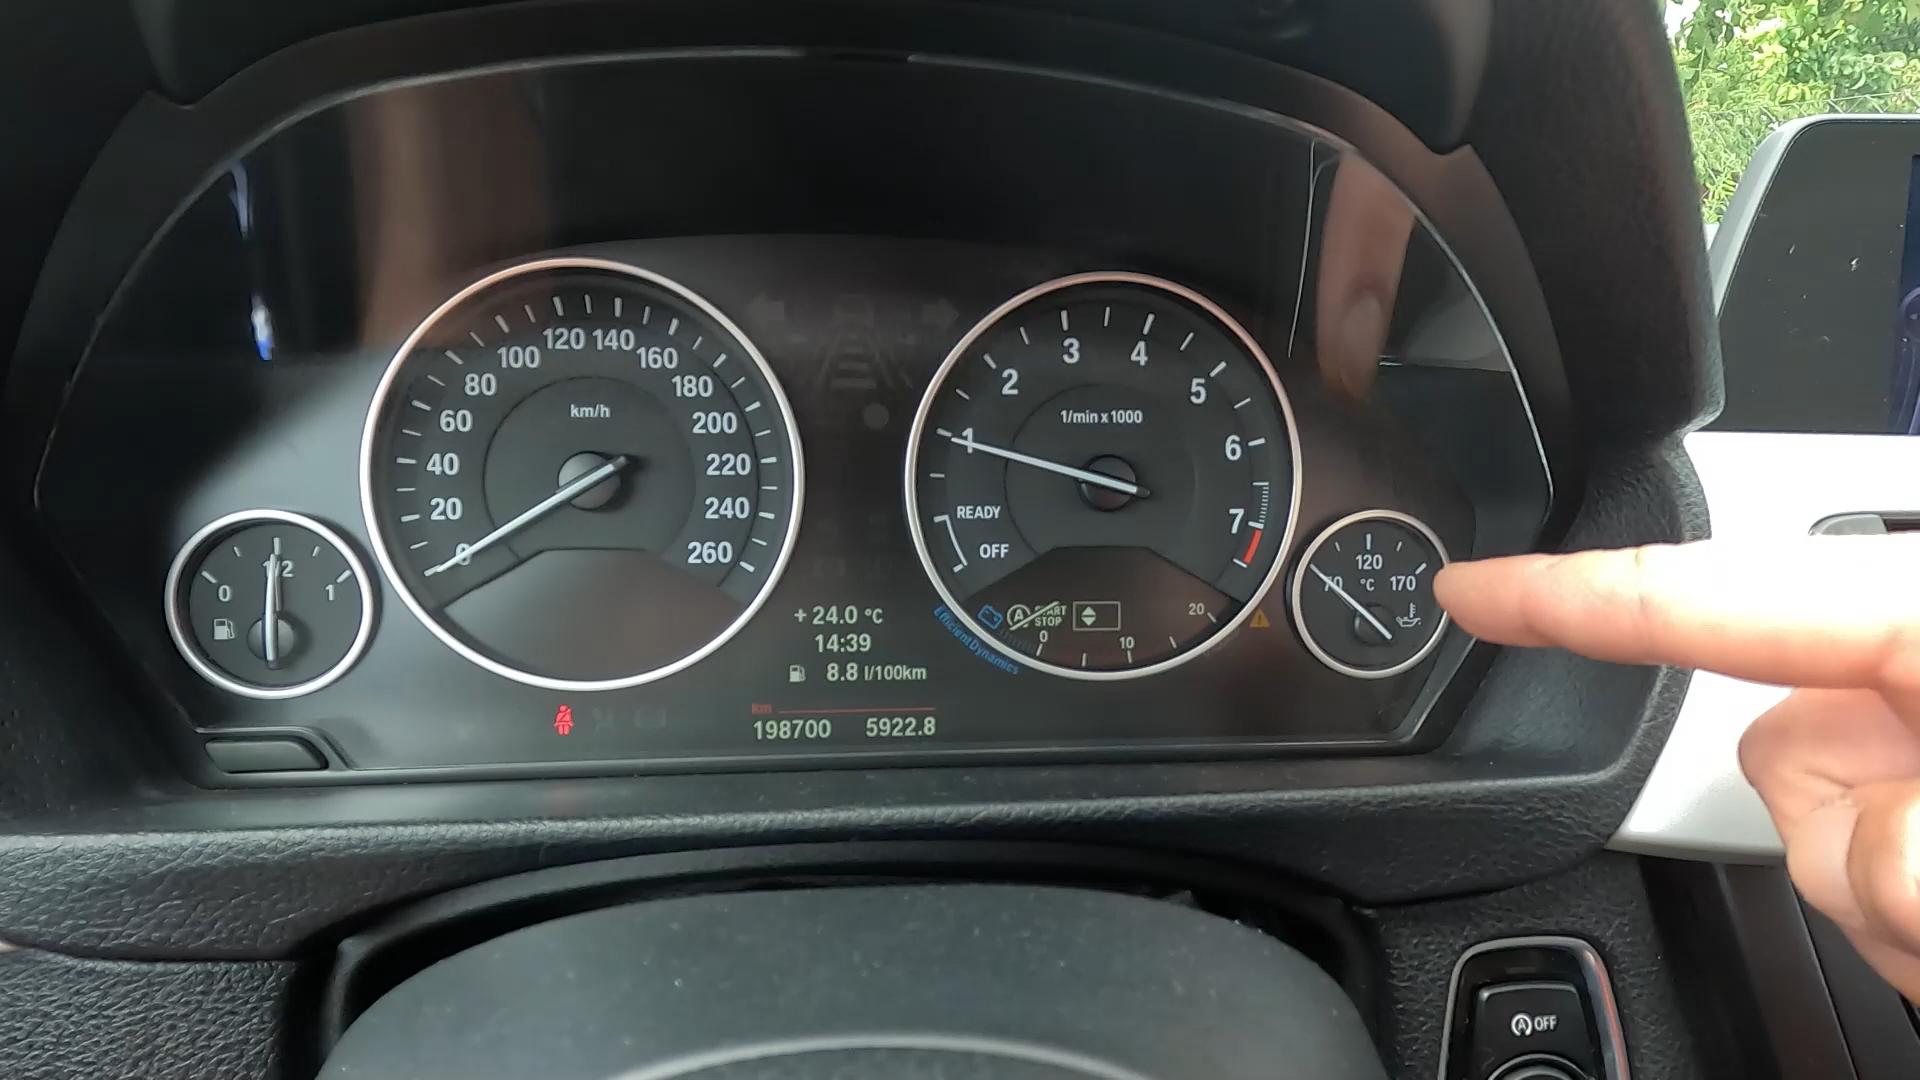 120 140
100 160
80 180
km/h
60 200
40 220
20 240
0 260
0 1/2 1
3 4
2 5
1/min x 1000
1 6
READY 7
OFF
120
70 °C 170
+ 24.0 °C
14:39
8.8 l/100km
km
198700 5922.8
A START
STOP
0 10 20
EfficientDynamics
A OFF